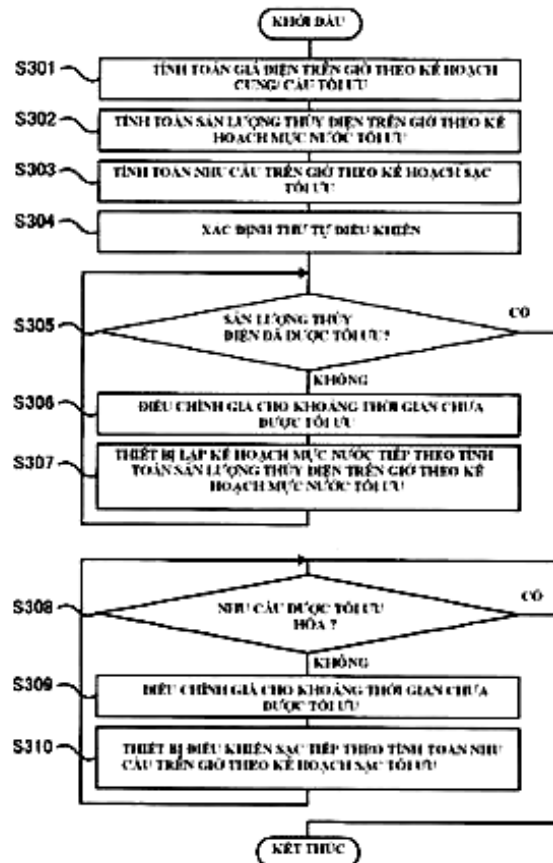 KHỞI ĐẦU
S301
TÍNH TOÁN GIÁ ĐIỆN TRÊN GIỜ THEO KẾ HOẠCH
CUNG/ CẦU TỐI ƯU
S302
TÍNH TOÁN SẢN LƯỢNG THỦY ĐIỆN TRÊN GIỜ THEO KẾ
HOẠCH MỰC NƯỚC TỐI ƯU
S303
TÍNH TOÁN NHU CẦU TRÊN GIỜ THEO KẾ HOẠCH SẠC
TỐI ƯU
S304
XÁC ĐỊNH THỨ TỰ ĐIỀU KHIỂN
S305
SẢN LƯỢNG THỦY
ĐIỆN ĐÃ ĐƯỢC TỐI ƯU?
CÓ
KHÔNG
S306
ĐIỀU CHỈNH GIÁ CHO KHOẢNG THỜI GIAN CHƯA
ĐƯỢC TỐI ƯU
S307
THIẾT BỊ LẬP KẾ HOẠCH MỰC NƯỚC TIẾP THEO TÍNH
TOÁN SẢN LƯỢNG THỦY ĐIỆN TRÊN GIỜ THEO KẾ
HOẠCH MỰC NƯỚC TỐI ƯU
S308
NHU CẦU ĐƯỢC TỐI ƯU
HÓA ?
CÓ
KHÔNG
S309
ĐIỀU CHỈNH GIÁ CHO KHOẢNG THỜI GIAN CHƯA
ĐƯỢC TỐI ƯU
S310
THIẾT BỊ ĐIỀU KHIỂN SẠC TIẾP THEO TÍNH TOÁN NHU
CẦU TRÊN GIỜ THEO KẾ HOẠCH SẠC TỐI ƯU
KẾT THÚC